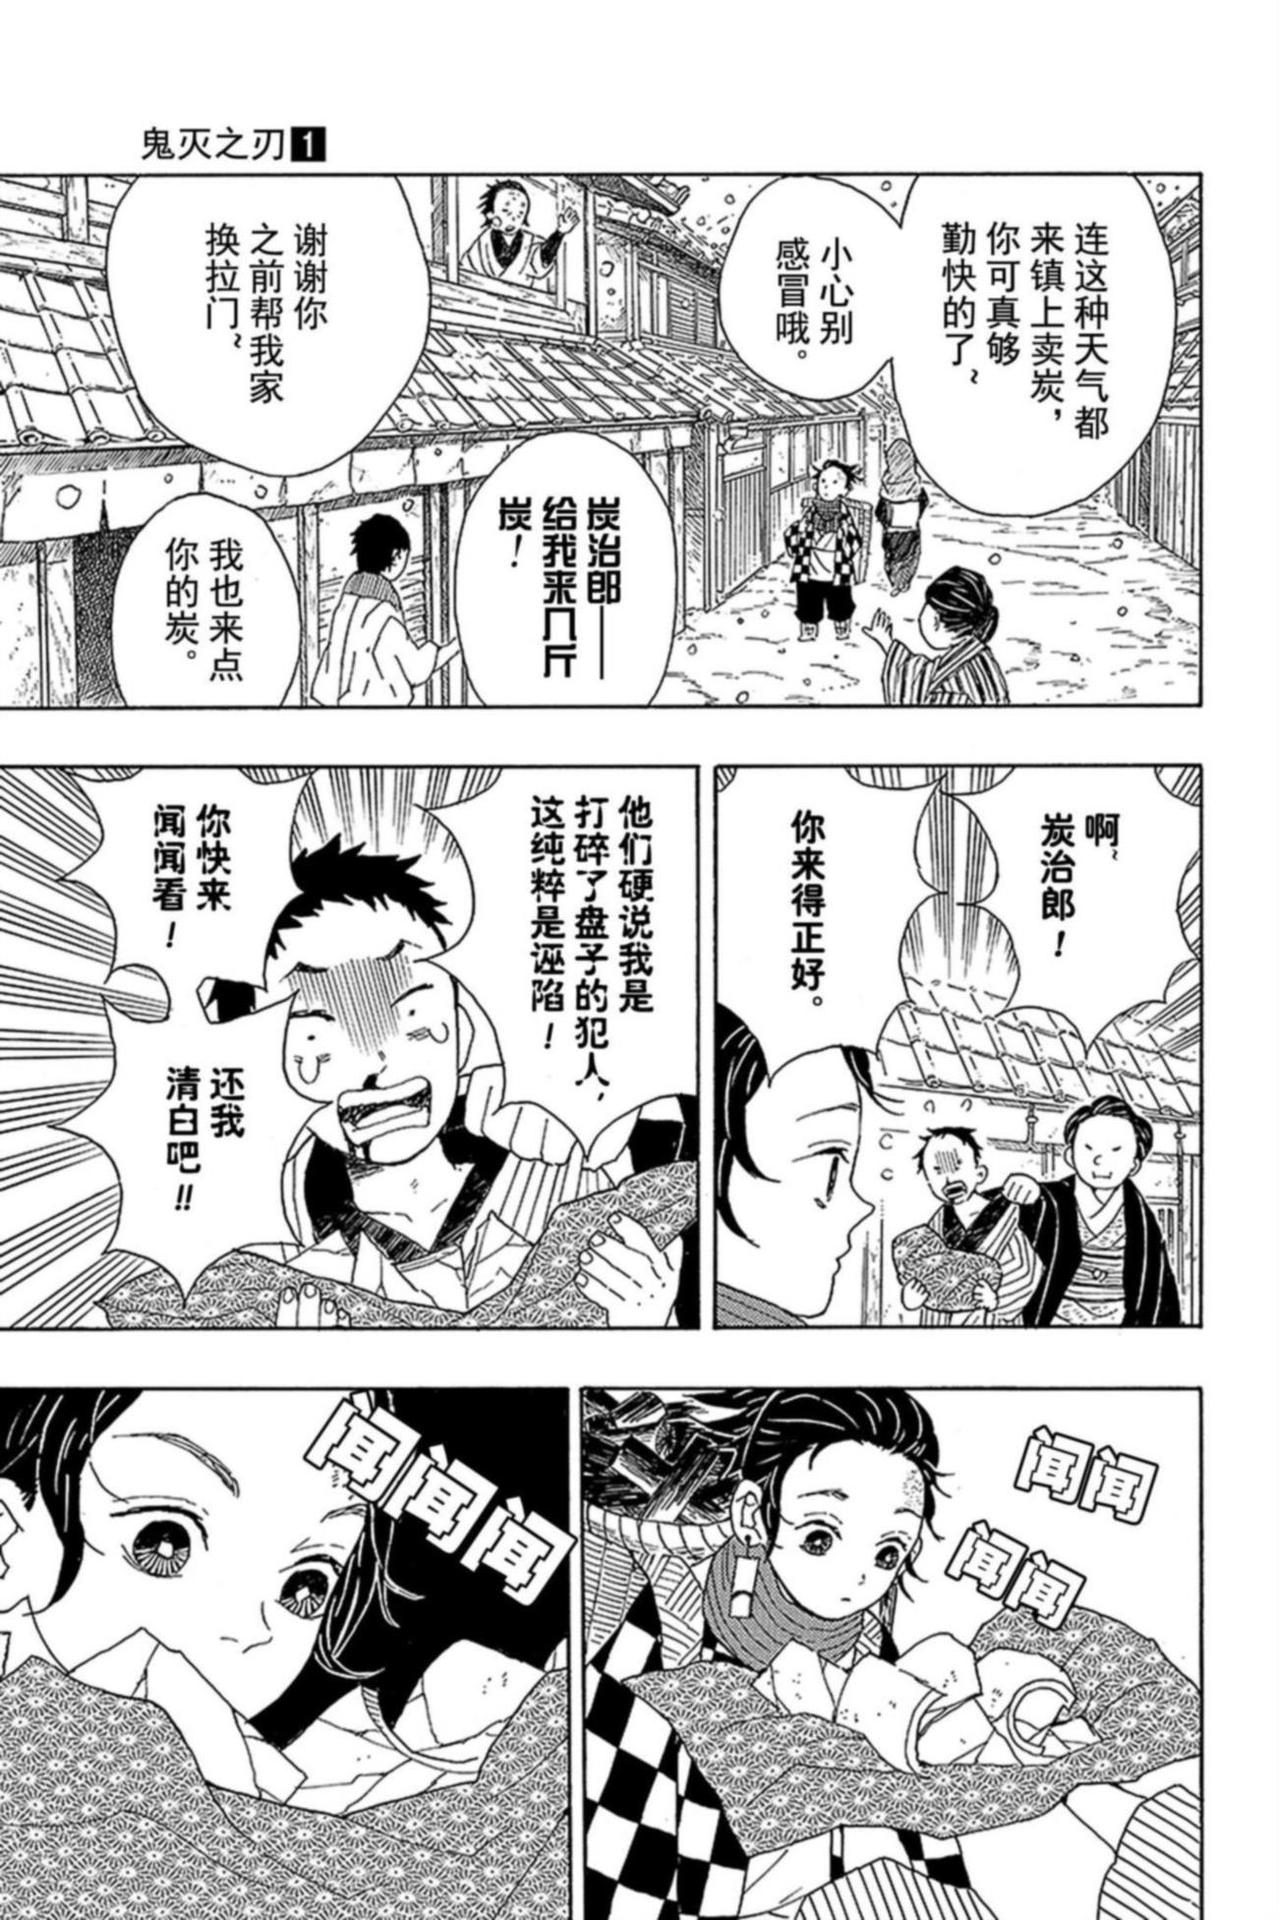 鬼灭之刃1
连这种天气都
来镇上卖炭，
你可真够
勤快的了~
小心别
感冒哦。
炭治郎——
给我来几斤
炭！
谢谢你
之前帮我家
换拉门~
我也来点
你的炭。
啊~
炭治郎！
你来得正好。
他们硬说我是
打碎了盘子的犯人，
这纯粹是诬陷！
你快来
闻闻看！
还我
清白吧！！
闻闻
闻闻
闻闻闻